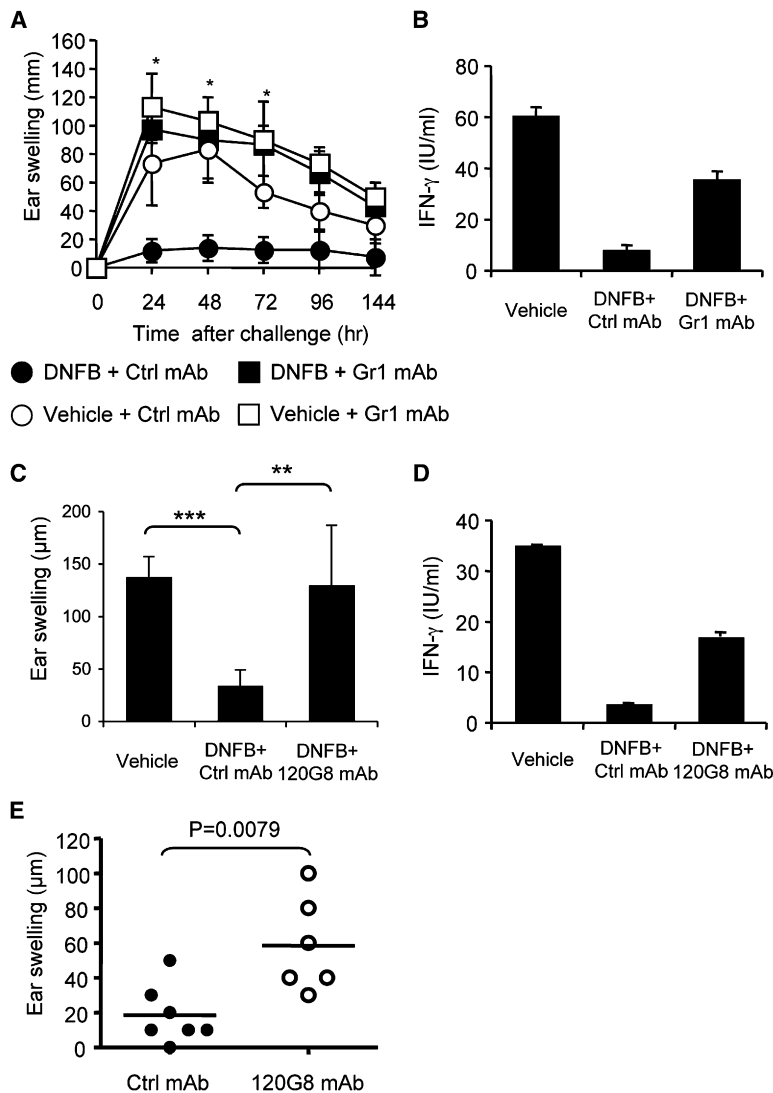 A
Ear swelling (mm)
160
140
120
100
80
60
40
20
0
* * *
0 24 48 72 96 144
Time after challenge (hr)
DNFB + Ctrl mAb DNFB + Gr1 mAb
Vehicle + Ctrl mAb Vehicle + Gr1 mAb
B
IFN-γ (IU/ml)
80
60
40
20
0
Vehicle DNFB+ DNFB+
Ctrl mAb Gr1 mAb
C
Ear swelling (μm)
200
150
100
50
0
*** **
Vehicle DNFB+ DNFB+
Ctrl mAb 120G8 mAb
D
IFN-γ (IU/ml)
40
30
20
10
0
Vehicle DNFB+ DNFB+
Ctrl mAb 120G8 mAb
E
P=0.0079
Ear swelling (μm)
120
100
80
60
40
20
0
Ctrl mAb 120G8 mAb